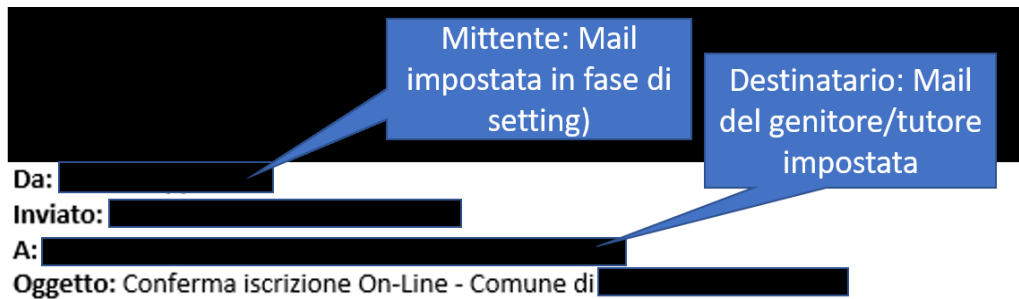 Mittente: Mail
impostata in fase di
setting)
Destinatario: Mail
del genitore/tutore
impostata
Da:
Inviato:
A:
Oggetto: Conferma iscrizione On-Line - Comune di